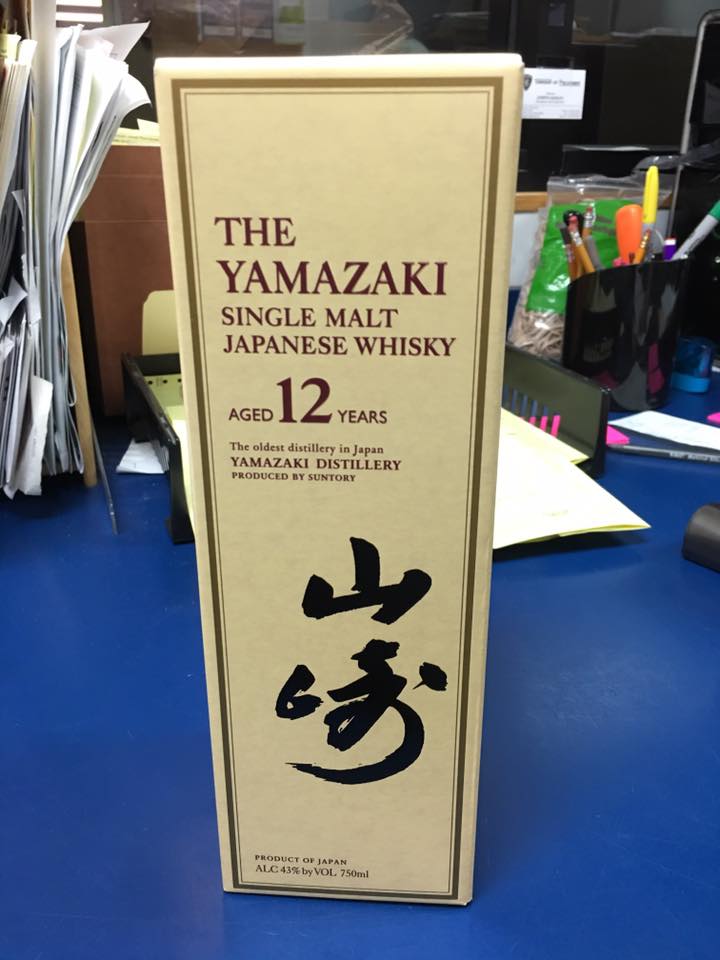 THE
YAMAZAKI
SINGLE MALT
JAPANESE WHISKY
AGED 12 YEARS
The oldest distillery in Japan
YAMAZAKI DISTILLERY
PRODUCED BY SUNTORY
山
崎
PRODUCT OF JAPAN
ALC 43% by VOL 750ml